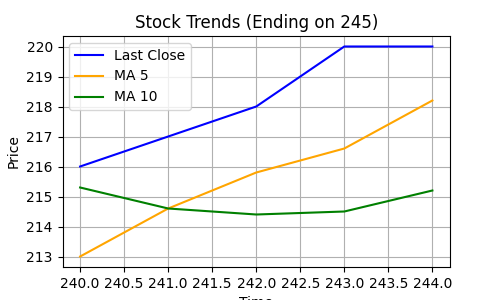 Stock Trends (Ending on 245)
Last Close
MA 5
MA 10
Price
220
219
218
217
216
215
214
213
240.0 240.5 241.0 241.5 242.0 242.5 243.0 243.5 244.0
Time